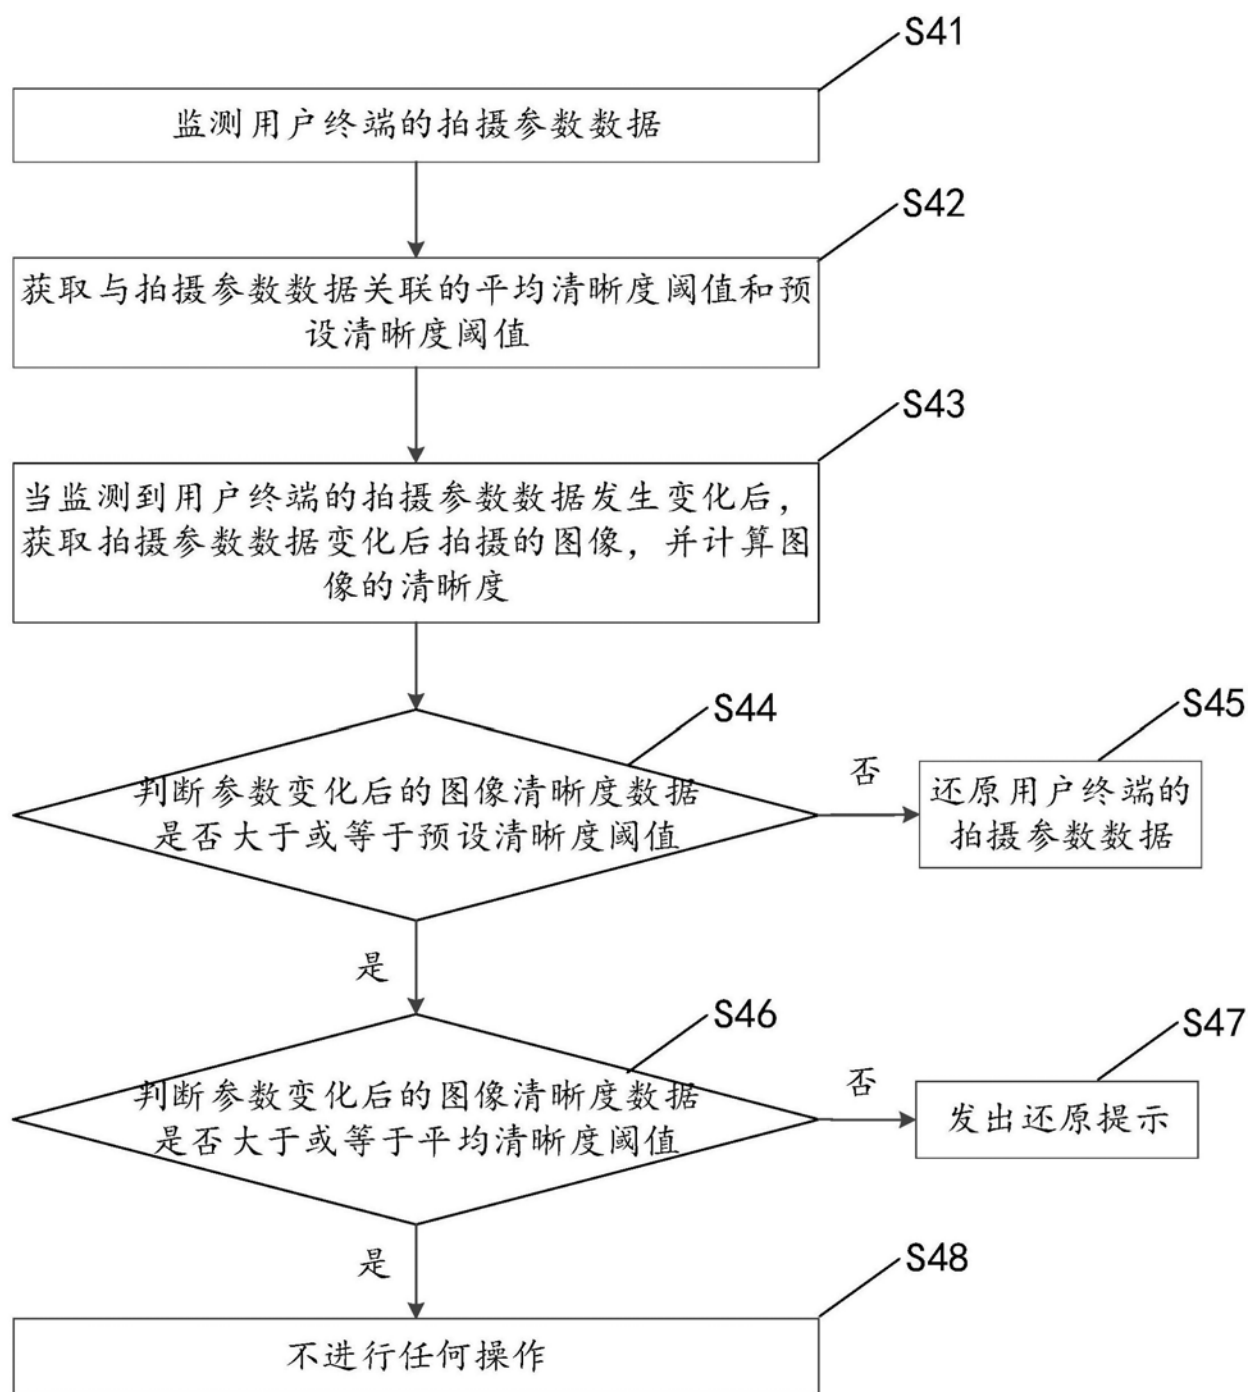 S41
监测用户终端的拍摄参数数据
S42
获取与拍摄参数数据关联的平均清晰度阈值和预
设清晰度阈值
S43
当监测到用户终端的拍摄参数数据发生变化后，
获取拍摄参数数据变化后拍摄的图像，并计算图
像的清晰度
S44
判断参数变化后的图像清晰度数据
是否大于或等于预设清晰度阈值
否
S45
还原用户终端的
拍摄参数数据
是
S46
判断参数变化后的图像清晰度数据
是否大于或等于平均清晰度阈值
否
S47
发出还原提示
是
S48
不进行任何操作